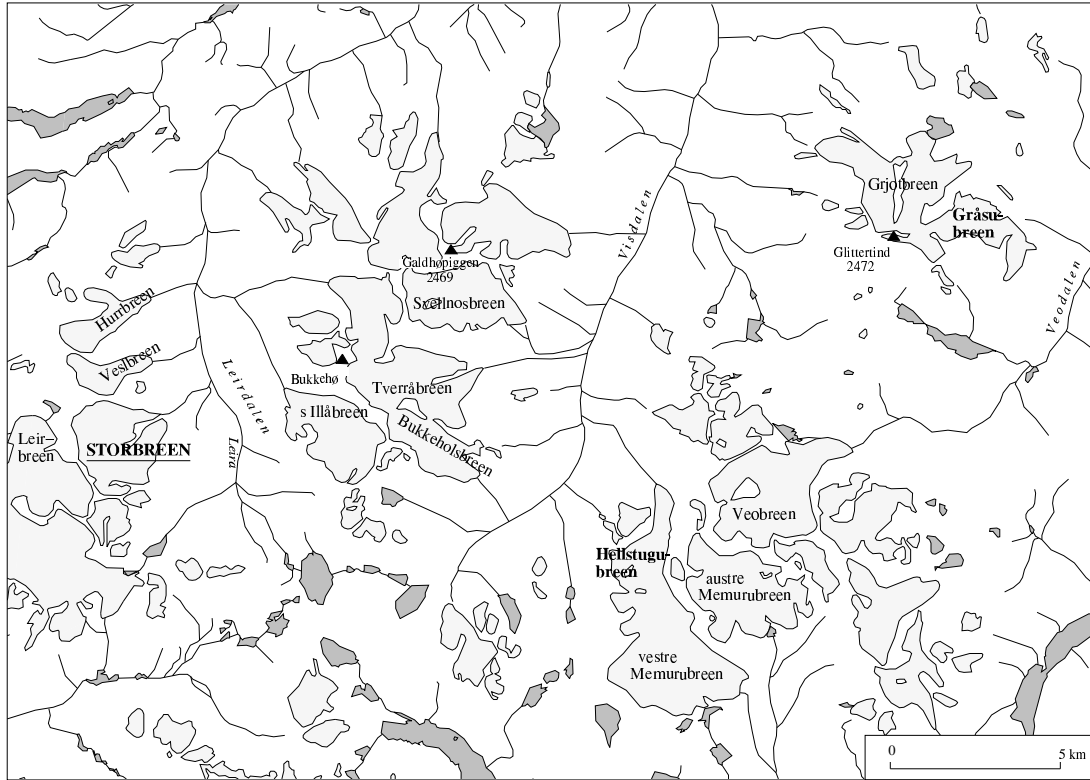 Visdalen
Grjotbreen
Gråsu-
breen
Glittertind
2472
Galdhøpiggen
2469
Veodalen
Hurrbreen
Svellnosbreen
Veslbreen
Leirdalen
Bukkehø
Tverråbreen
s Illåbreen
Bukkeholsbreen
Leir–
breen
STORBREEN
Leira
Veobreen
Hellstugu-
breen
austre
Memurubreen
vestre
Memurubreen
0
5 km